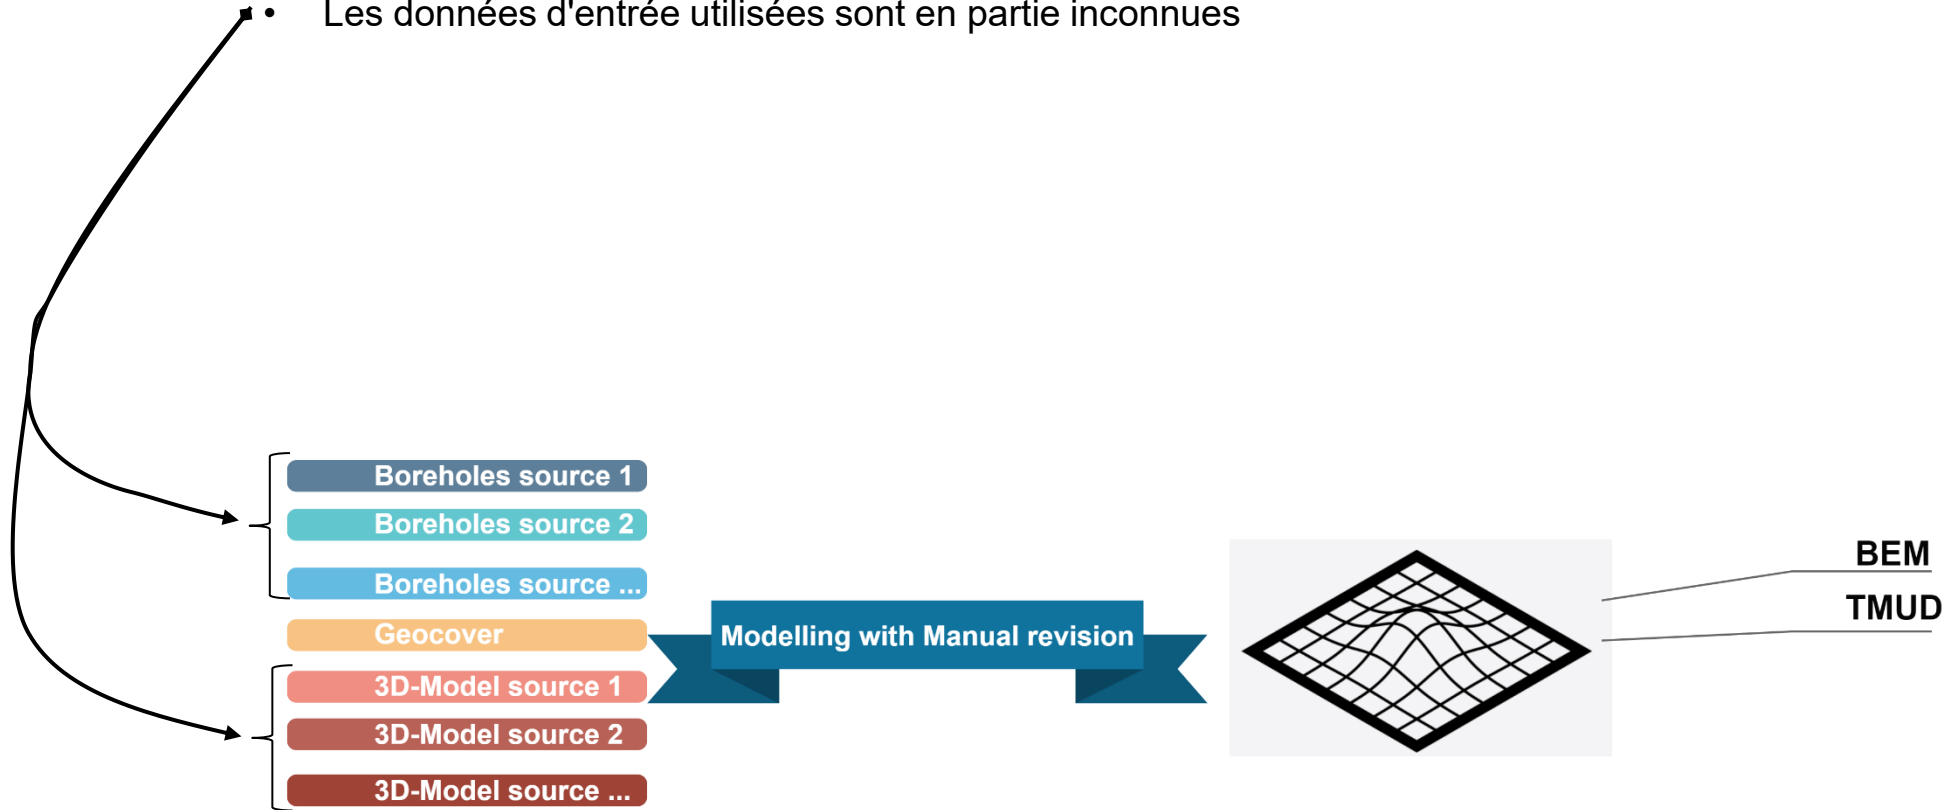 • Les données d'entrée utilisées sont en partie inconnues
Boreholes source 1
Boreholes source 2
Boreholes source ...
Geocover
3D-Model source 1
3D-Model source 2
3D-Model source ...
Modelling with Manual revision
BEM
TMUD